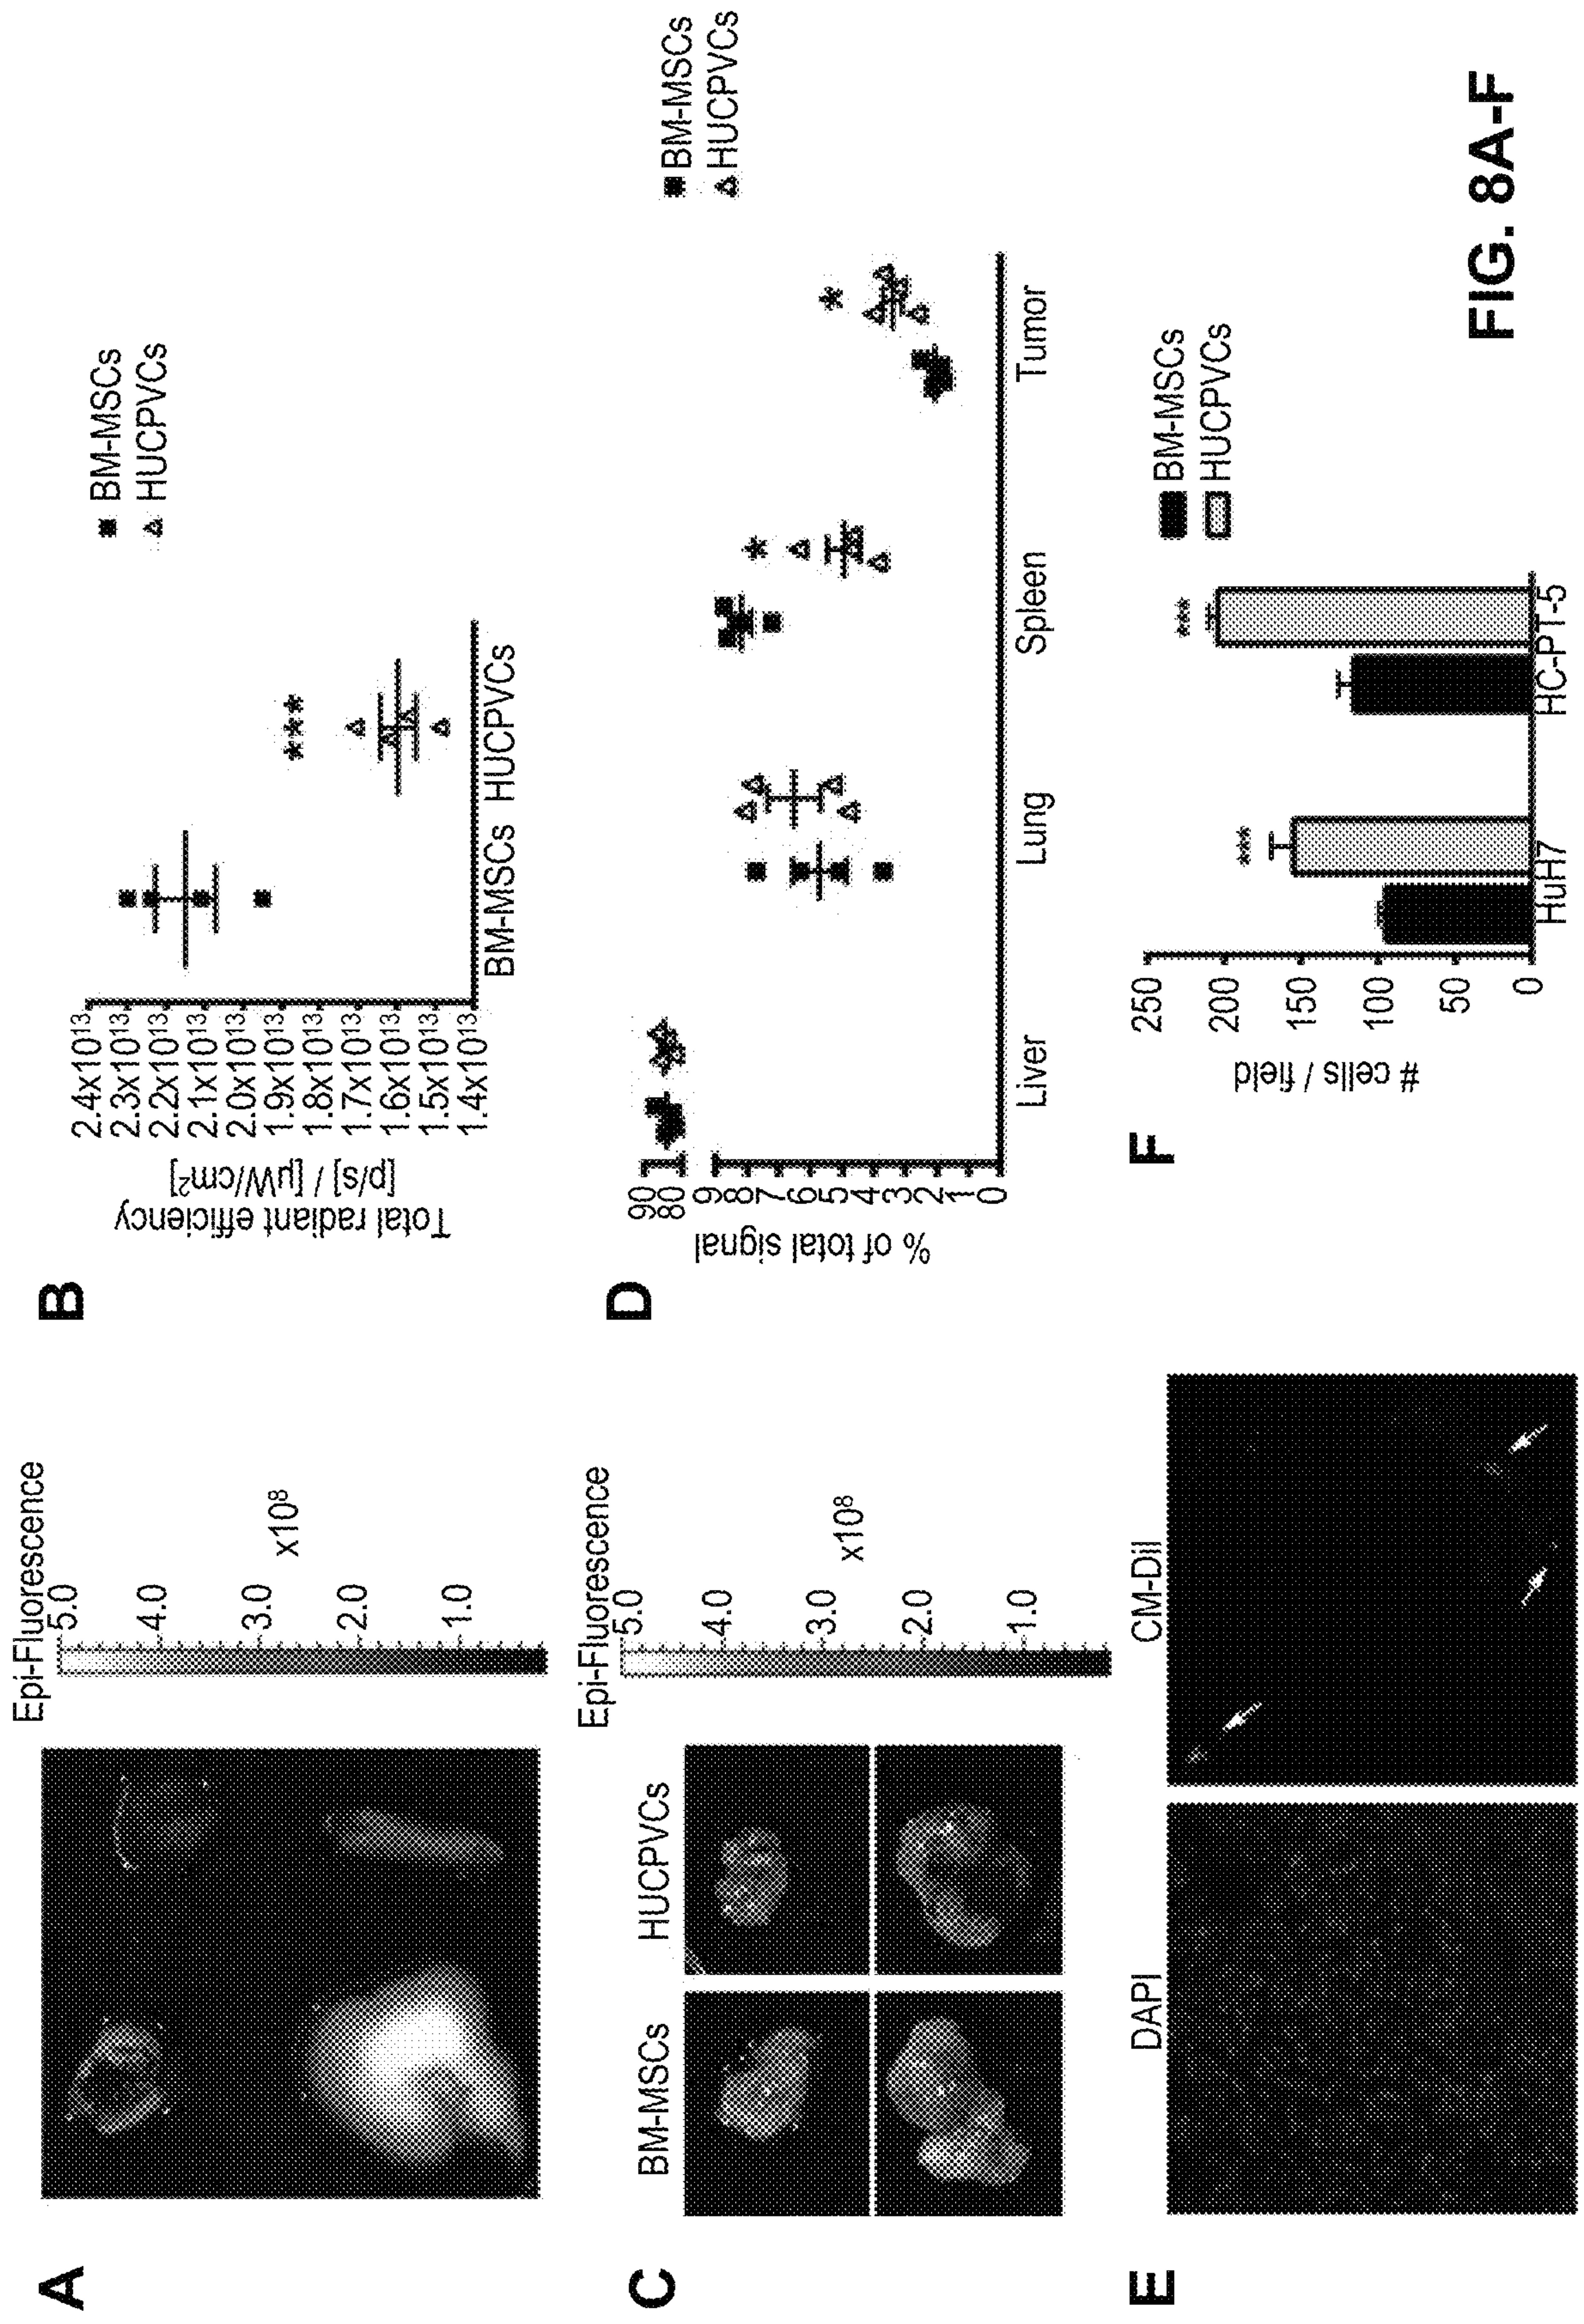 A
Epi-Fluorescence
5.0
4.0
3.0
2.0
1.0
x10⁸
B
Total radiant efficiency
[p/s] / [µW/cm²]
2.4x10¹³
2.3x10¹³
2.2x10¹³
2.1x10¹³
2.0x10¹³
1.9x10¹³
1.8x10¹³
1.7x10¹³
1.6x10¹³
1.5x10¹³
1.4x10¹³
***
BM-MSCs HUCPVCs
BM-MSCs
HUCPVCs
C
BM-MSCs HUCPVCs
Epi-Fluorescence
5.0
4.0
3.0
2.0
1.0
x10⁸
D
% of total signal
90
80
9
8
7
6
5
4
3
2
1
0
*
*
Liver Lung Spleen Tumor
BM-MSCs
HUCPVCs
E
DAPI CM-DiI
F
# cells / field
250
200
150
100
50
0
***
***
HuH7 HC-PT-5
BM-MSCs
HUCPVCs
FIG. 8A-F